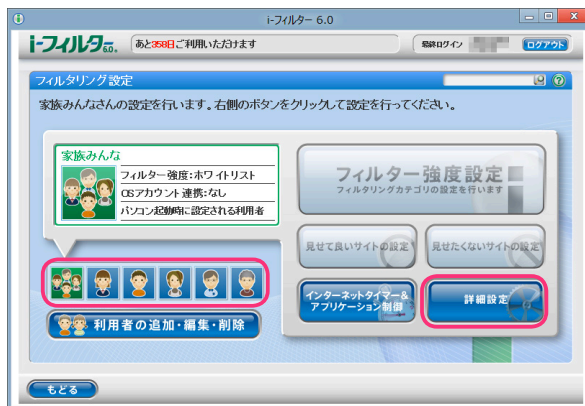 i-フィルター 6.0
i-フィルター 6.0
あと358日ご利用いただけます
最終ログイン
ログアウト
フィルタリング設定
家族みんなさんの設定を行います。右側のボタンをクリックして設定を行ってください。
家族みんな
フィルター強度:ホワイトリスト
OSアカウント連携:なし
パソコン起動時に設定される利用者
フィルター強度設定
フィルタリングカテゴリの設定を行います
見せて良いサイトの設定
見せたくないサイトの設定
インターネットタイマー&
アプリケーション制御
詳細設定
利用者の追加・編集・削除
もどる